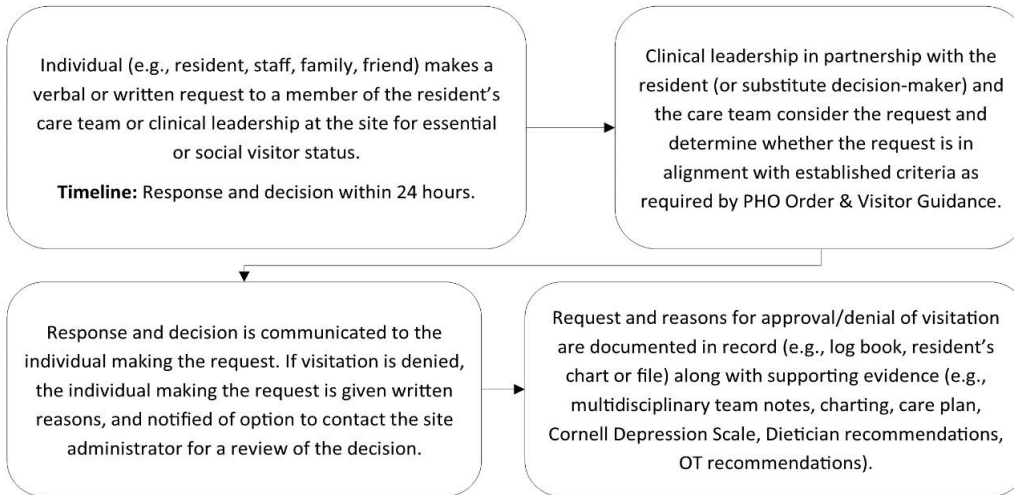 Individual (e.g., resident, staff, family, friend) makes a
verbal or written request to a member of the resident’s
care team or clinical leadership at the site for essential
or social visitor status.
Timeline: Response and decision within 24 hours.
Clinical leadership in partnership with the
resident (or substitute decision-maker) and
the care team consider the request and
determine whether the request is in
alignment with established criteria as
required by PHO Order & Visitor Guidance.
Response and decision is communicated to the
individual making the request. If visitation is denied,
the individual making the request is given written
reasons, and notified of option to contact the site
administrator for a review of the decision.
Request and reasons for approval/denial of visitation
are documented in record (e.g., log book, resident’s
chart or file) along with supporting evidence (e.g.,
multidisciplinary team notes, charting, care plan,
Cornell Depression Scale, Dietician recommendations,
OT recommendations).